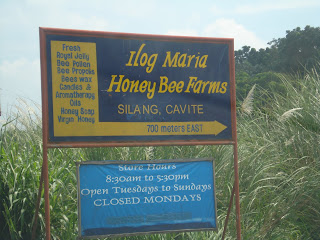 Fresh
Royal Jelly
Bee Pollen
Bee Propolis
Bees wax
Candles &
Aromatherapy
Oils
Honey Soap
Virgin Honey
Ilog Maria
Honey Bee Farms
SILANG, CAVITE
700 meters EAST
Store Hours
8:30am to 5:30pm
Open Tuesdays to Sundays
CLOSED MONDAYS